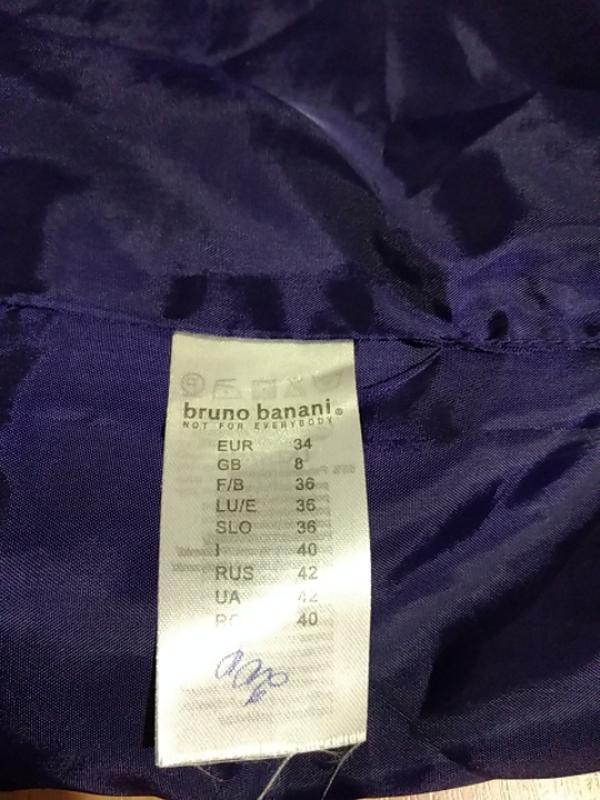 bruno banani®
NOT FOR EVERYBODY
EUR 34
GB 8
F/B 36
LU/E 36
SLO 36
I 40
RUS 42
UA 42
40